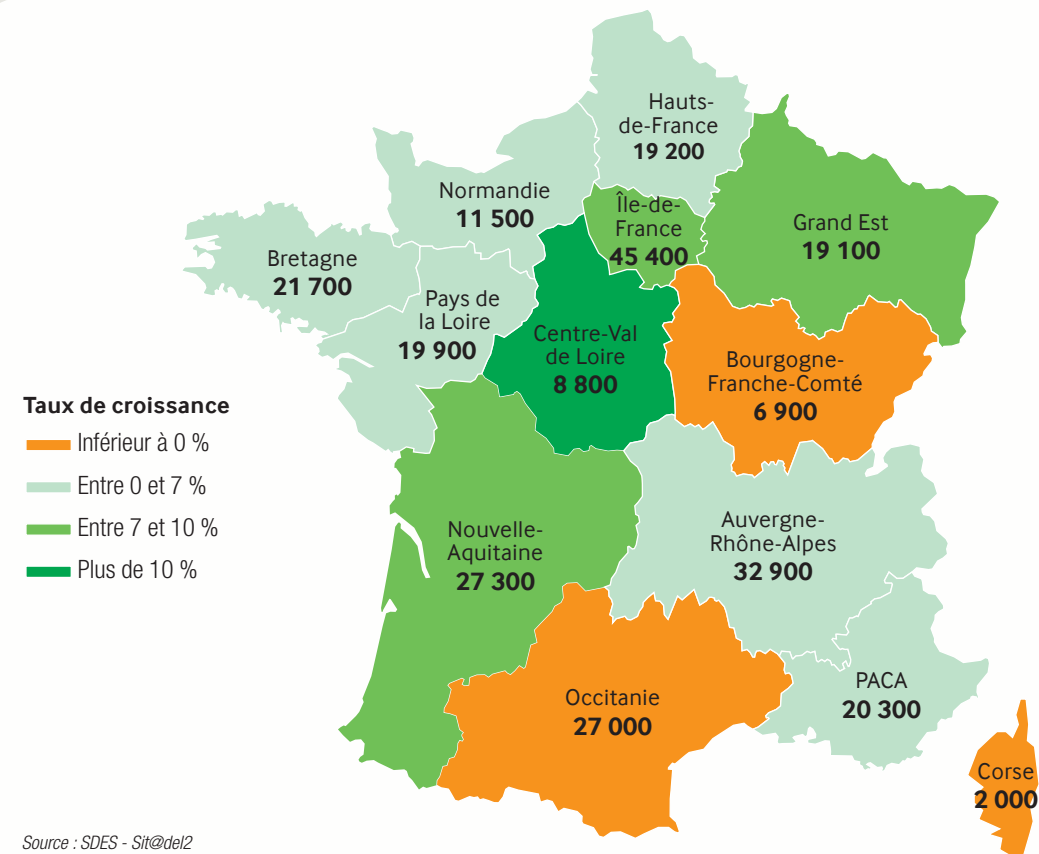 Hauts-
de-France
19 200
Normandie
11 500
Île-de-
France
45 400
Grand Est
19 100
Bretagne
21 700
Pays de
la Loire
19 900
Centre-Val
de Loire
8 800
Bourgogne-
Franche-Comté
6 900
Taux de croissance
Inférieur à 0 %
Entre 0 et 7 %
Entre 7 et 10 %
Plus de 10 %
Nouvelle-
Aquitaine
27 300
Auvergne-
Rhône-Alpes
32 900
Occitanie
27 000
PACA
20 300
Corse
2 000
Source : SDES - Sit@del2